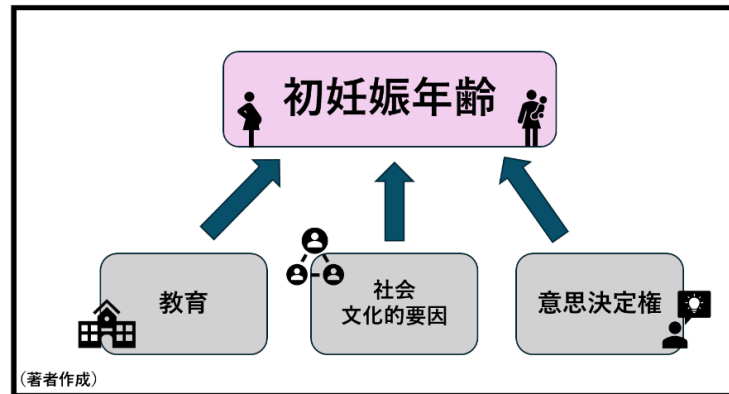 初妊娠年齢
教育
社会
文化的要因
意思決定権
(著者作成)